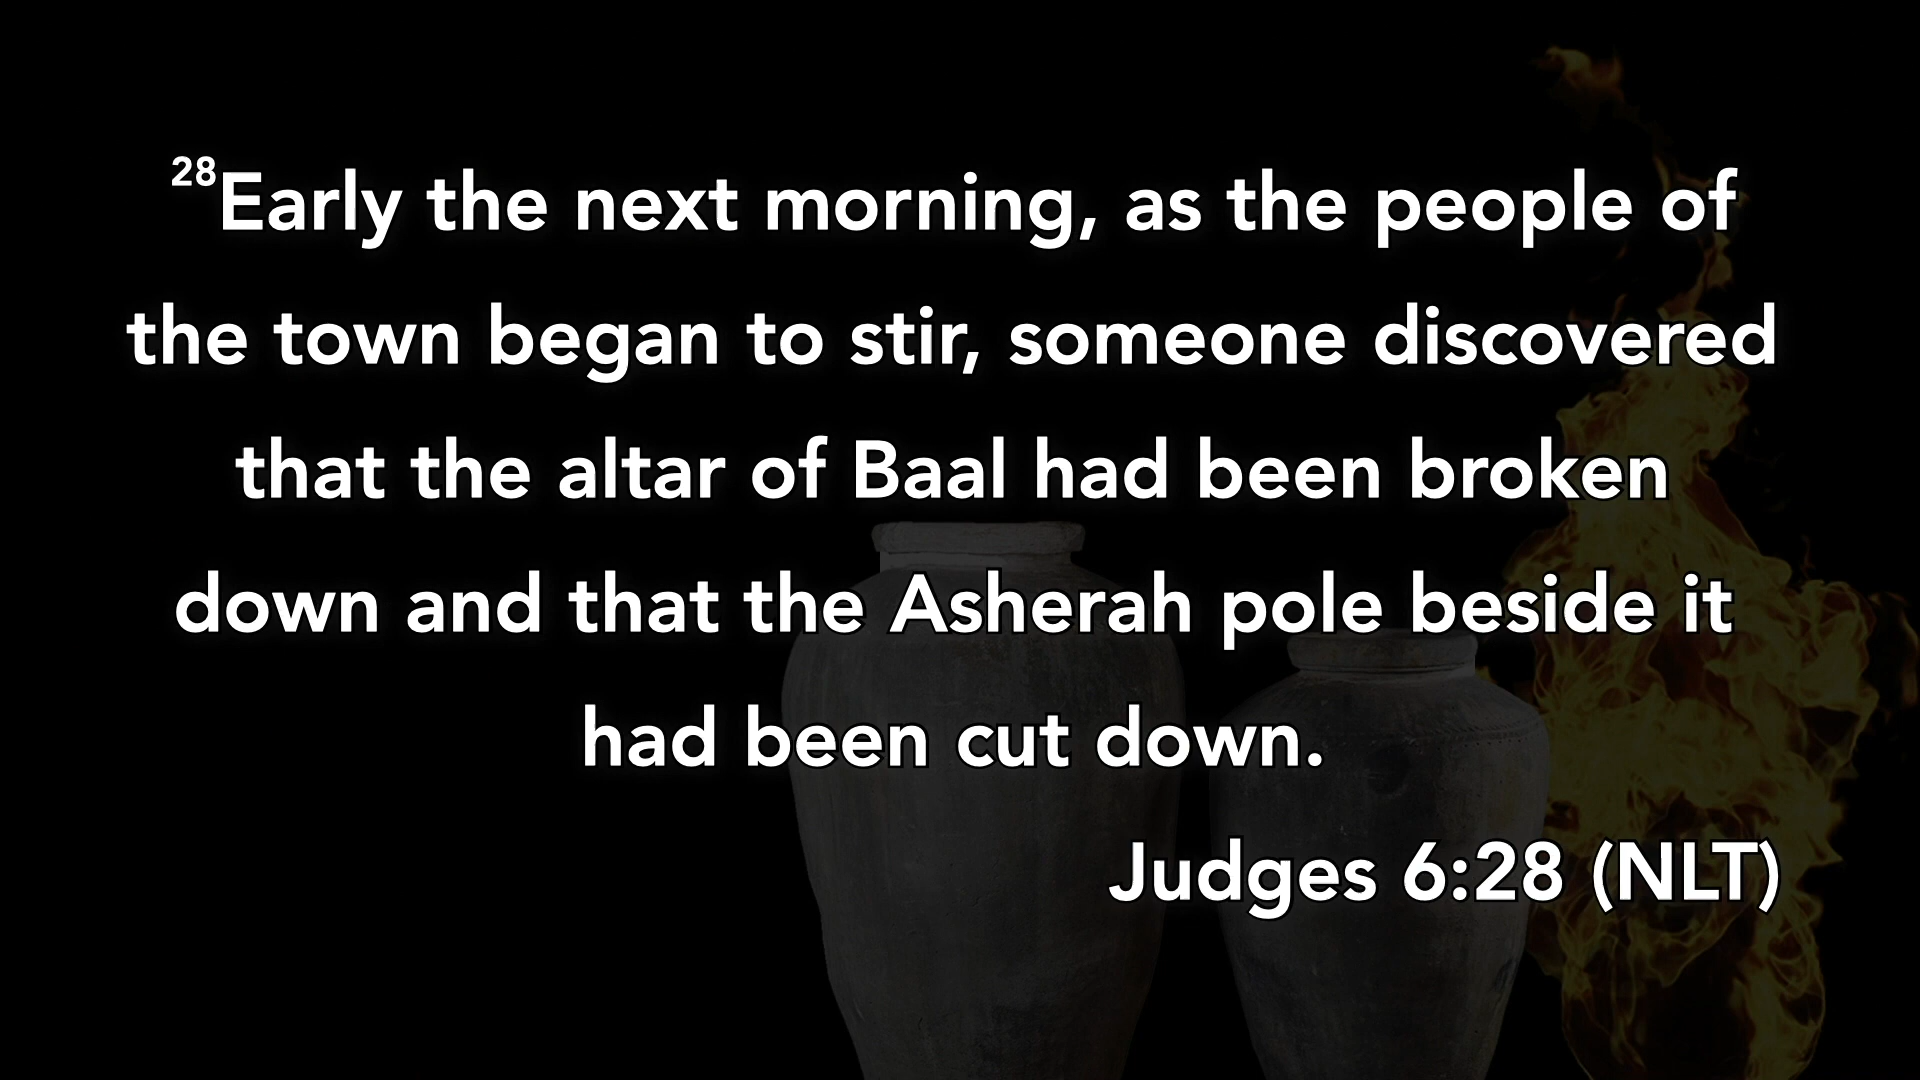 28Early the next morning, as the people of
the town began to stir, someone discovered
that the altar of Baal had been broken
down and that the Asherah pole beside it
had been cut down.
Judges 6:28 (NLT)